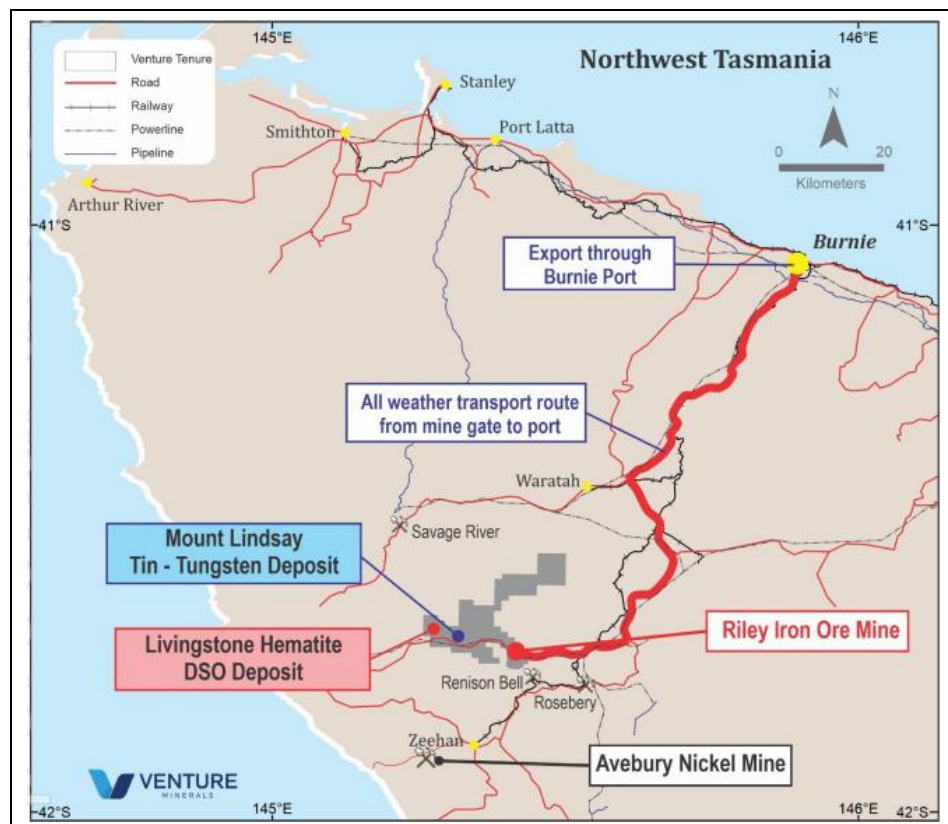 145°E
146°E
Venture Tenure
Road
Railway
Powerline
Pipeline
Northwest Tasmania
N
0
20
Kilometers
Stanley
Smithton
Port Latta
Arthur River
41°S
41°S
Burnie
Export through
Burnie Port
All weather transport route
from mine gate to port
Waratah
Savage River
Mount Lindsay
Tin - Tungsten Deposit
Livingstone Hematite
DSO Deposit
Riley Iron Ore Mine
Renison Bell
Rosebery
Zeehan
Avebury Nickel Mine
VENTURE
MINERALS
42°S
145°E
146°E
42°S